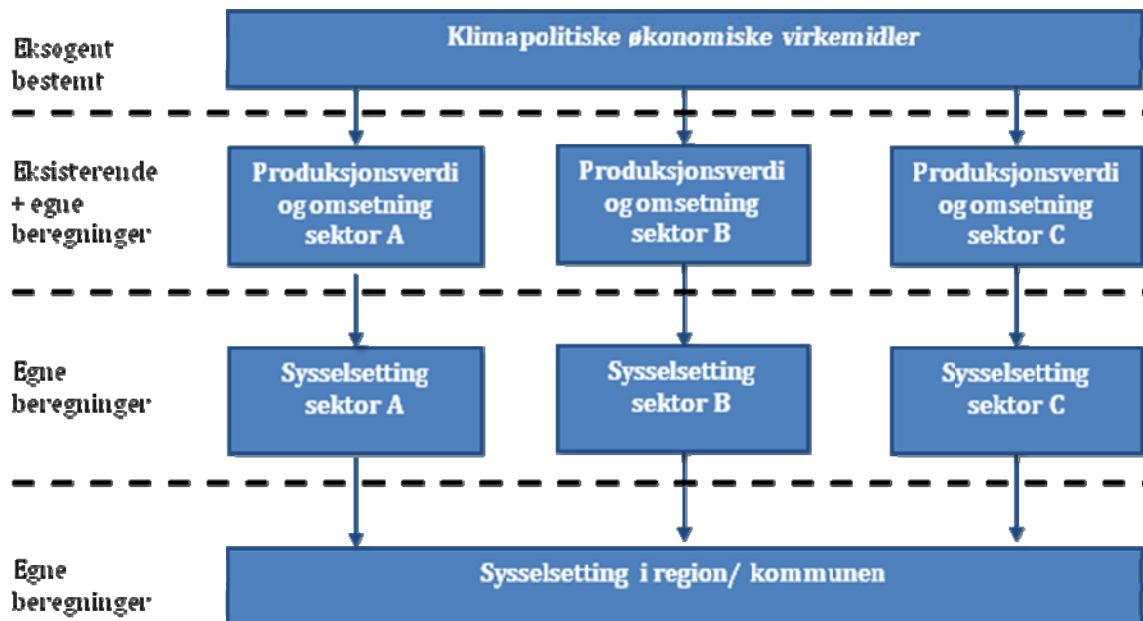 Eksogent
bestemt
Klimapolitiske økonomiske virkemidler
Eksisterende
+ egne
beregninger
Produksjonsverdi
og omsetning
sektor A
Produksjonsverdi
og omsetning
sektor B
Produksjonsverdi
og omsetning
sektor C
Egne
beregninger
Sysselsetting
sektor A
Sysselsetting
sektor B
Sysselsetting
sektor C
Egne
beregninger
Sysselsetting i region/ kommunen